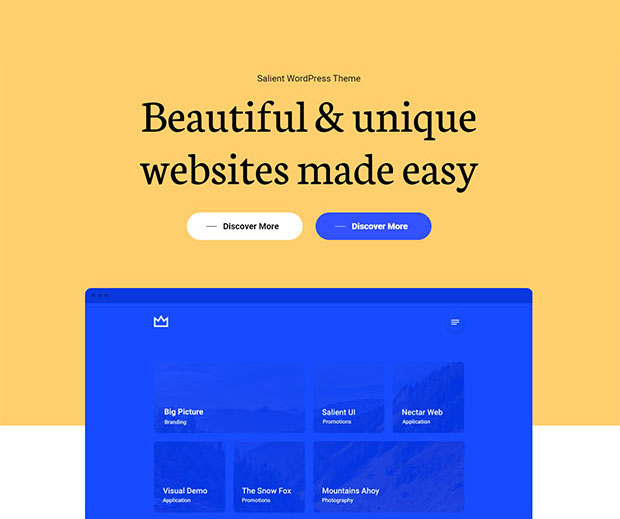 Salient WordPress Theme
Beautiful & unique
websites made easy
Discover More
Discover More
Big Picture
Branding
Salient UI
Promotions
Nectar Web
Application
Visual Demo
Application
The Snow Fox
Promotions
Mountains Ahoy
Photography